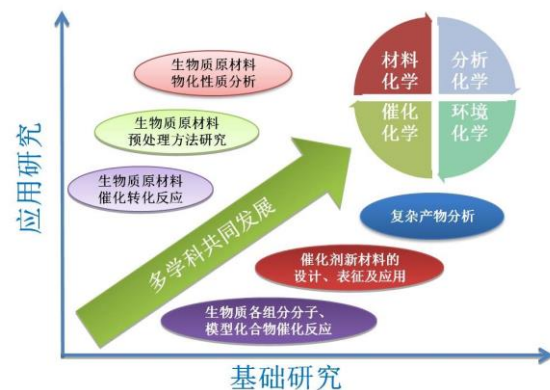 生物质原材料
物化性质分析
材料
化学
分析
化学
催化
化学
环境
化学
生物质原材料
预处理方法研究
生物质原材料
催化转化反应
应用研究
多学科共同发展
复杂产物分析
催化剂新材料的
设计、表征及应用
生物质各组分分子、
模型化合物催化反应
基础研究